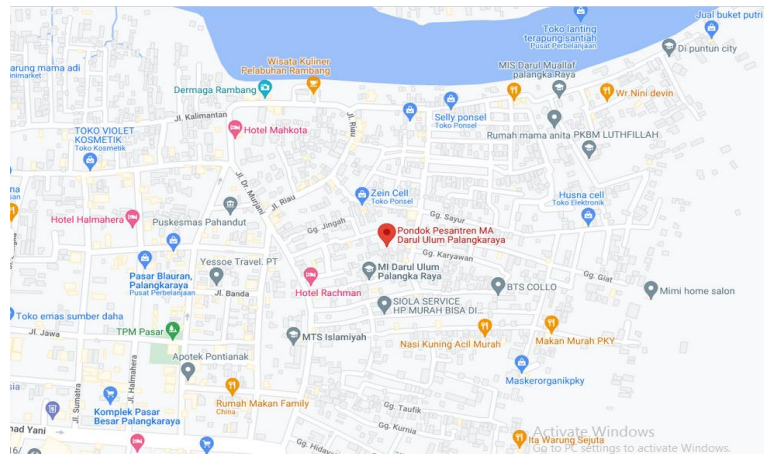 Jual buket putri
Toko lanting
terapung santiah
Pusat Perbelanjaan
Di puntun city
arung mama adi
nimarket
Wisata Kuliner
Pelabuhan Rambang
MIS Darul Muallaf
palangka Raya
Dermaga Rambang
Wr.Nini devin
Jl. Kalimantan
Jl. Riau
Selly ponsel
Toko Ponsel
TOKO VIOLET
KOSMETIK
Toko Kosmetik
Hotel Mahkota
Rumah mama anita
PKBM LUTHFILLAH
Jl. Dr. Murjani
Zein Cell
Toko Ponsel
Husna cell
Toko Elektronik
Jl. Riau
Hotel Halmahera
Puskesmas Pahandut
Gg. Jingah
Gg. Sayur
Pondok Pesantren MA
Darul Ulum Palangkaraya
Gg. Karyawan
Yessoe Travel. PT
Pasar Blauran,
Palangkaraya
Pusat Perbelanjaan
MI Darul Ulum
Palangka Raya
Gg. Giat
Jl. Banda
Hotel Rachman
BTS COLLO
Mimi home salon
SIOLA SERVICE
HP MURAH BISA DI...
Toko emas sumber daha
Jl. Jawa
TPM Pasar
MTS Islamiyah
Nasi Kuning Acil Murah
Makan Murah PKY
Apotek Pontianak
Maskerorganikpky
Jl. Sumatra
Jl. Halmahera
Rumah Makan Family
China
Komplek Pasar
Besar Palangkaraya
Gg. Taufik
Gg. Kurnia
mad Yani
Activate Windows
Go to PC settings to activate Windows.
Ita Warung Sejuta